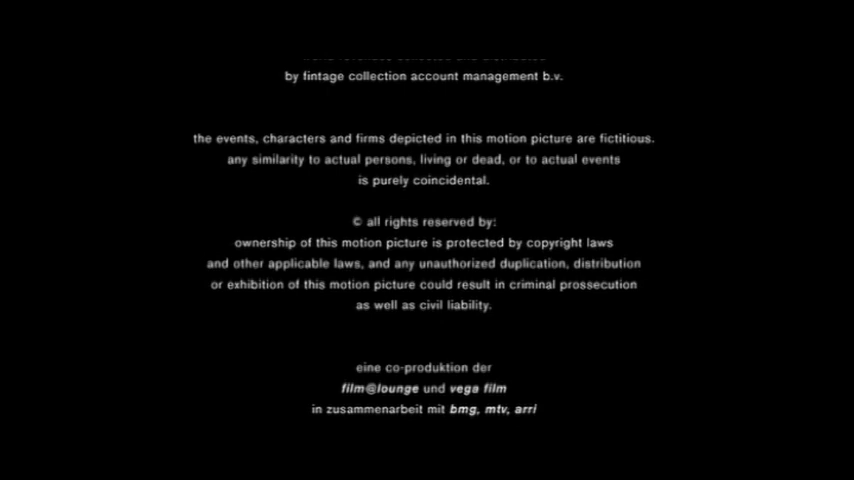 by fintage collection account management b.v.
the events, characters and firms depicted in this motion picture are fictitious.
any similarity to actual persons, living or dead, or to actual events
is purely coincidental.
© all rights reserved by:
ownership of this motion picture is protected by copyright laws
and other applicable laws, and any unauthorized duplication, distribution
or exhibition of this motion picture could result in criminal prossecution
as well as civil liability.
eine co-produktion der
film@lounge und vega film
in zusammenarbeit mit bmg, mtv, arri